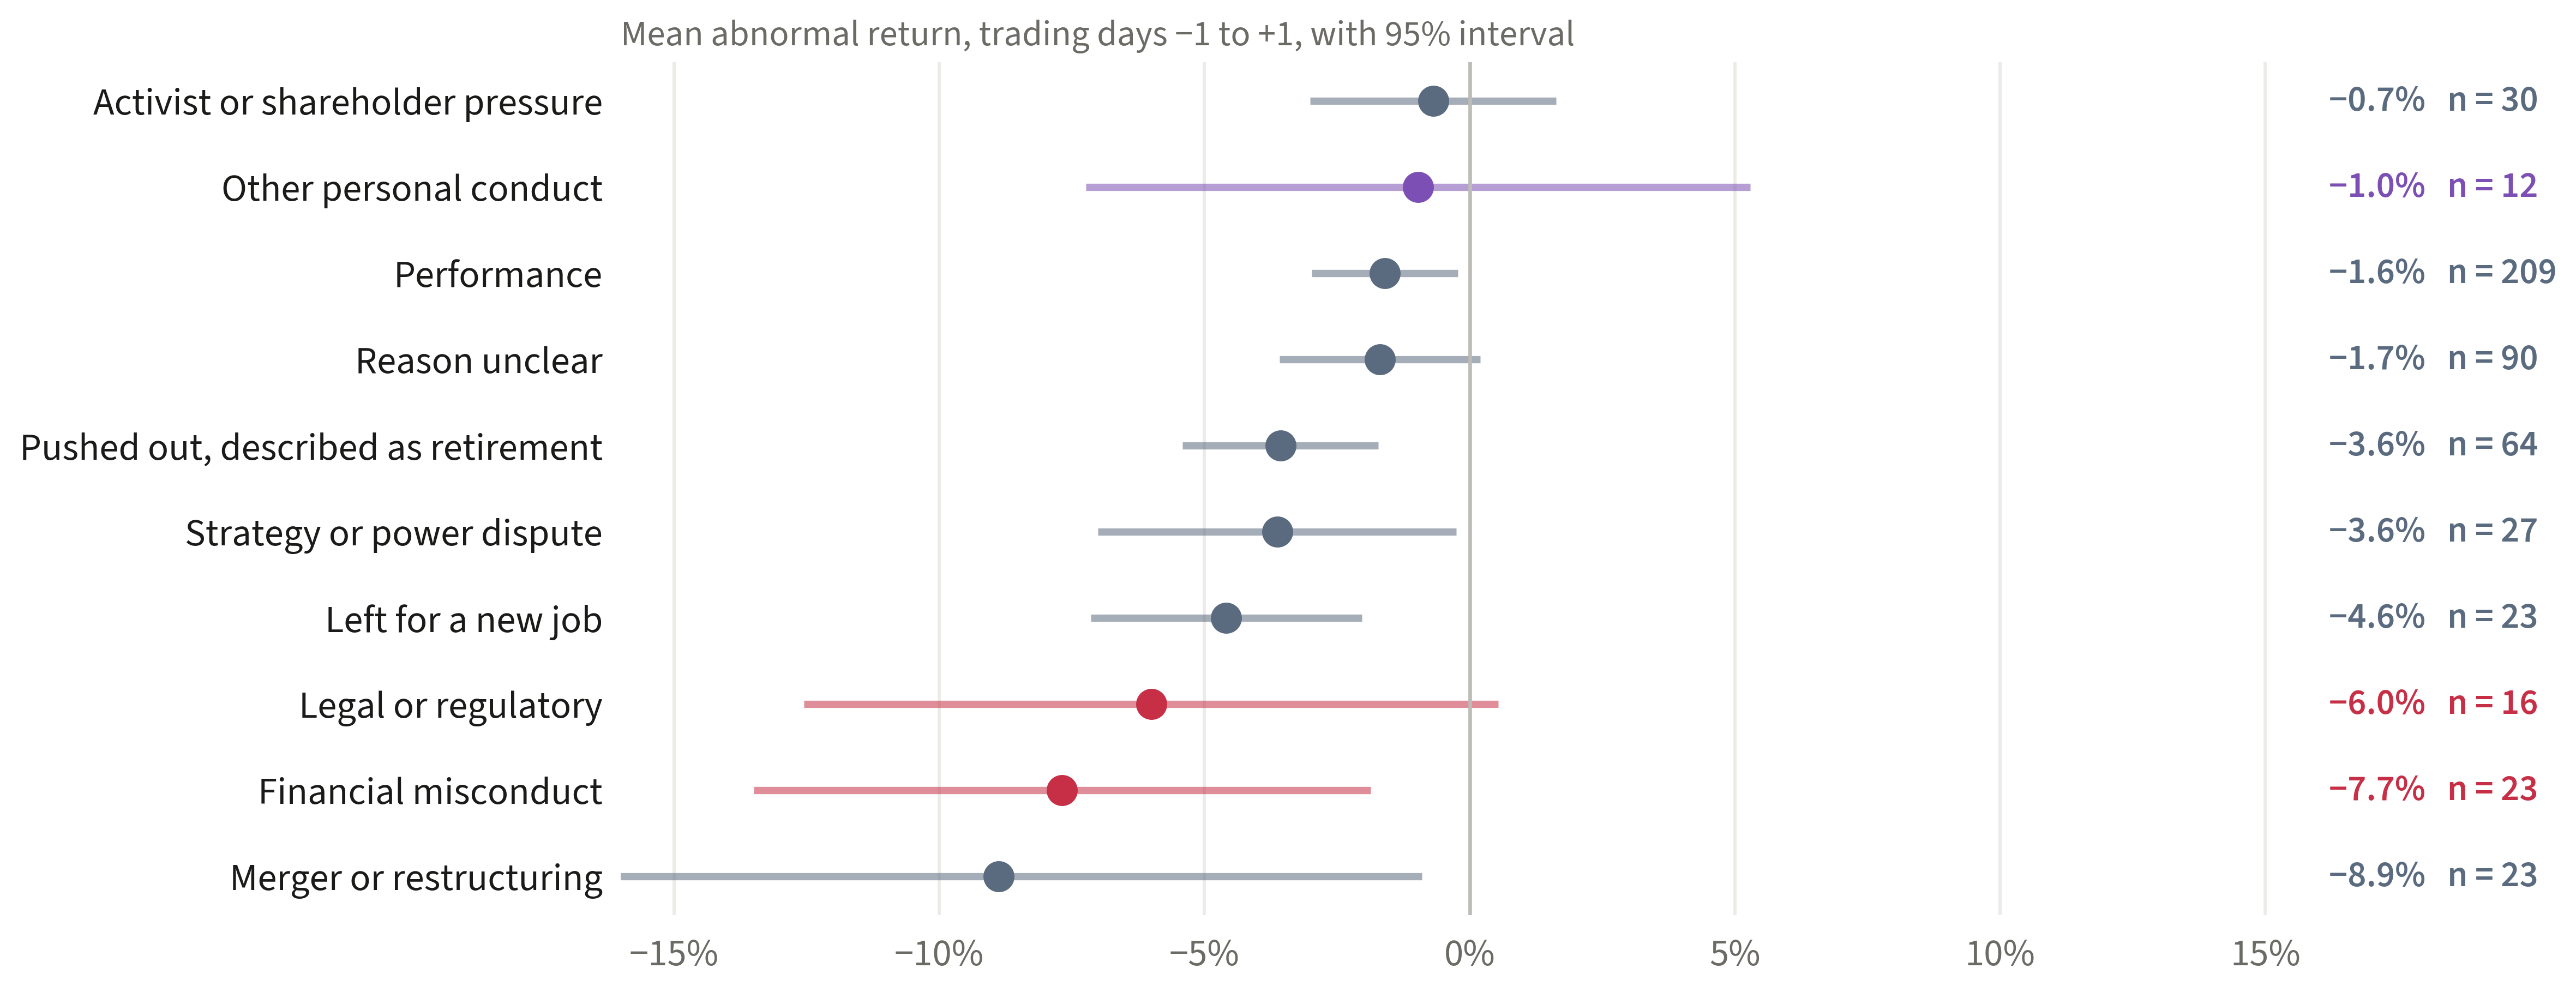 Mean abnormal return, trading days −1 to +1, with 95% interval
Activist or shareholder pressure −0.7% n = 30
Other personal conduct −1.0% n = 12
Performance −1.6% n = 209
Reason unclear −1.7% n = 90
Pushed out, described as retirement −3.6% n = 64
Strategy or power dispute −3.6% n = 27
Left for a new job −4.6% n = 23
Legal or regulatory −6.0% n = 16
Financial misconduct −7.7% n = 23
Merger or restructuring −8.9% n = 23
−15% −10% −5% 0% 5% 10% 15%